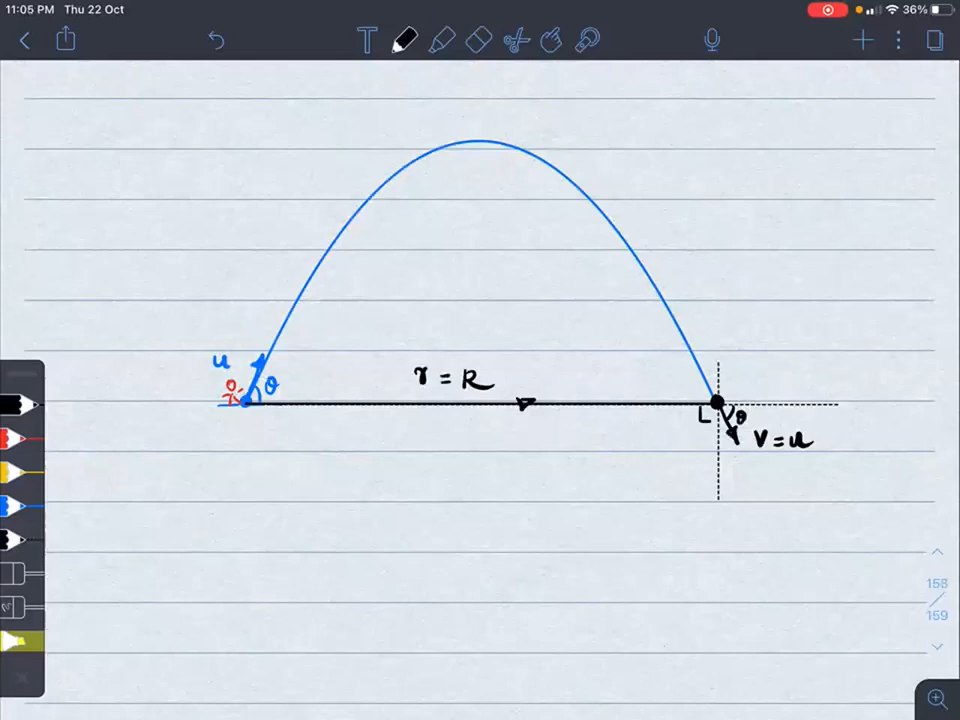 11:05 PM Thu 22 Oct 36%
T
u
θ
r = R
L
θ
v = u
158
159